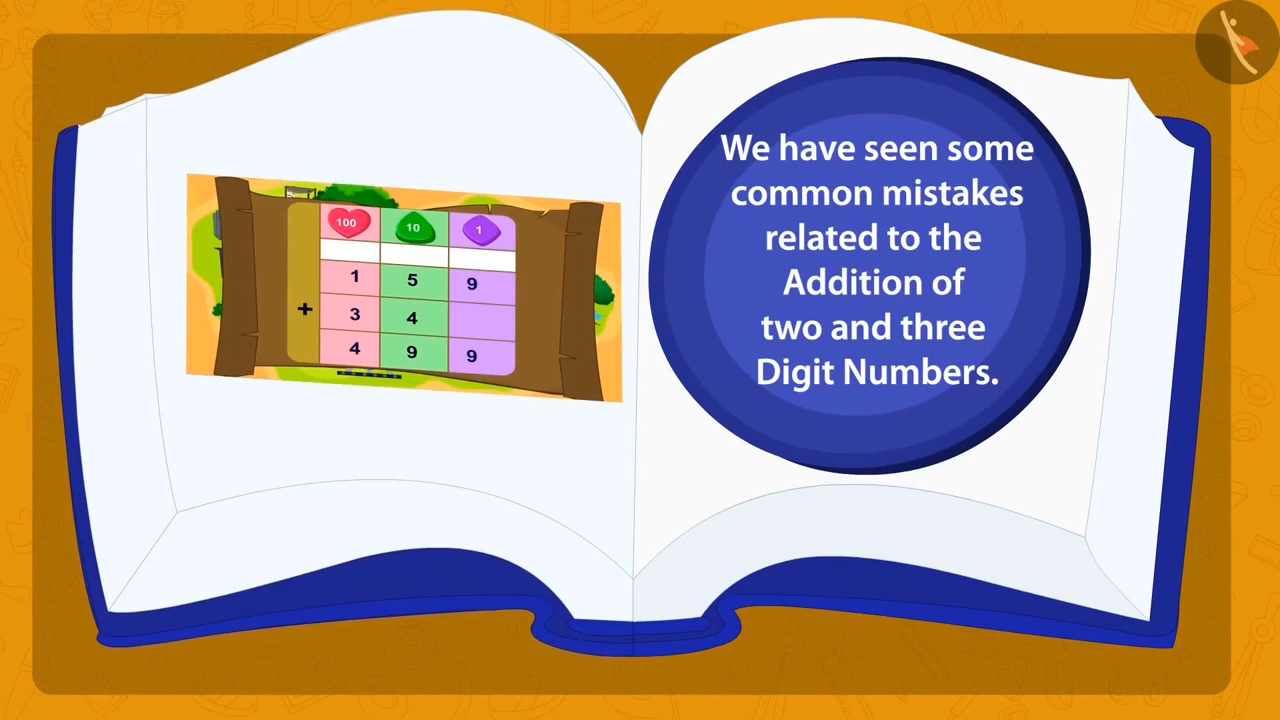 100 10 1
1 5 9
+ 3 4
4 9 9
We have seen some
common mistakes
related to the
Addition of
two and three
Digit Numbers.